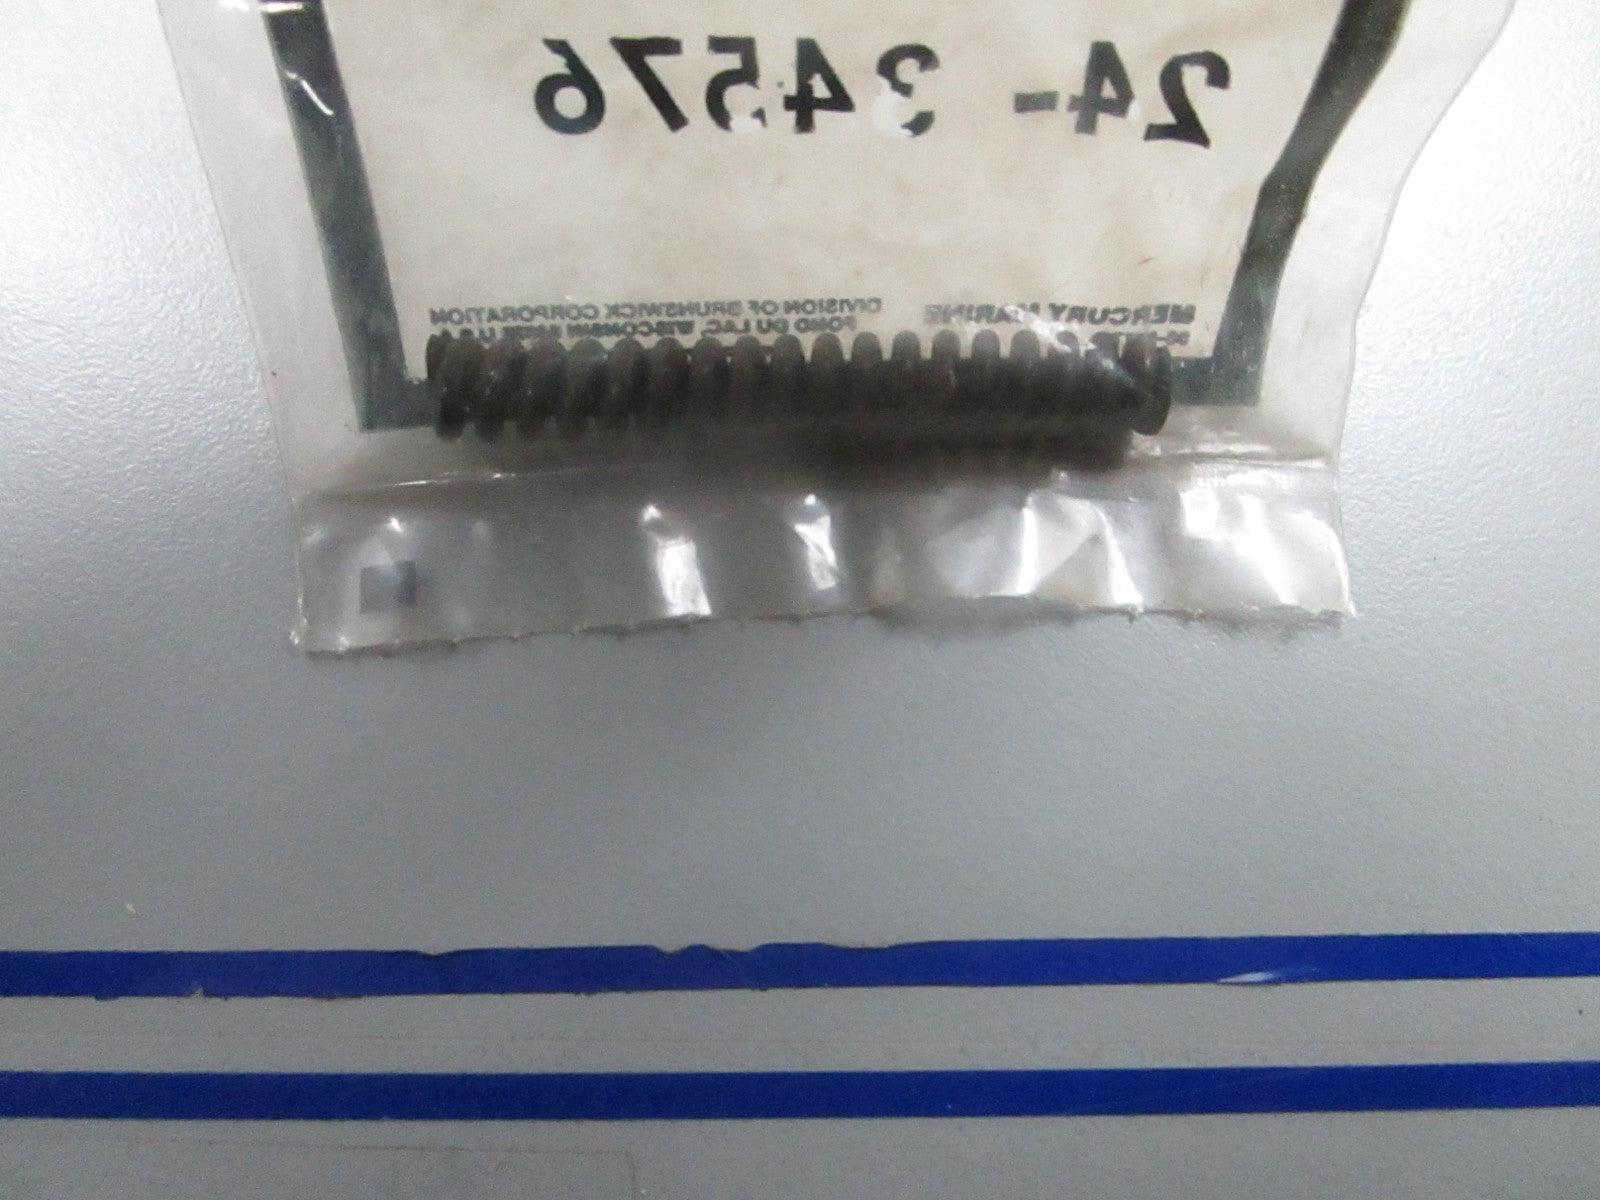 24- 34576
MERCURY MARINE
DIVISION OF BRUNSWICK CORPORATION
FOND DU LAC, WISCONSIN U.S.A.